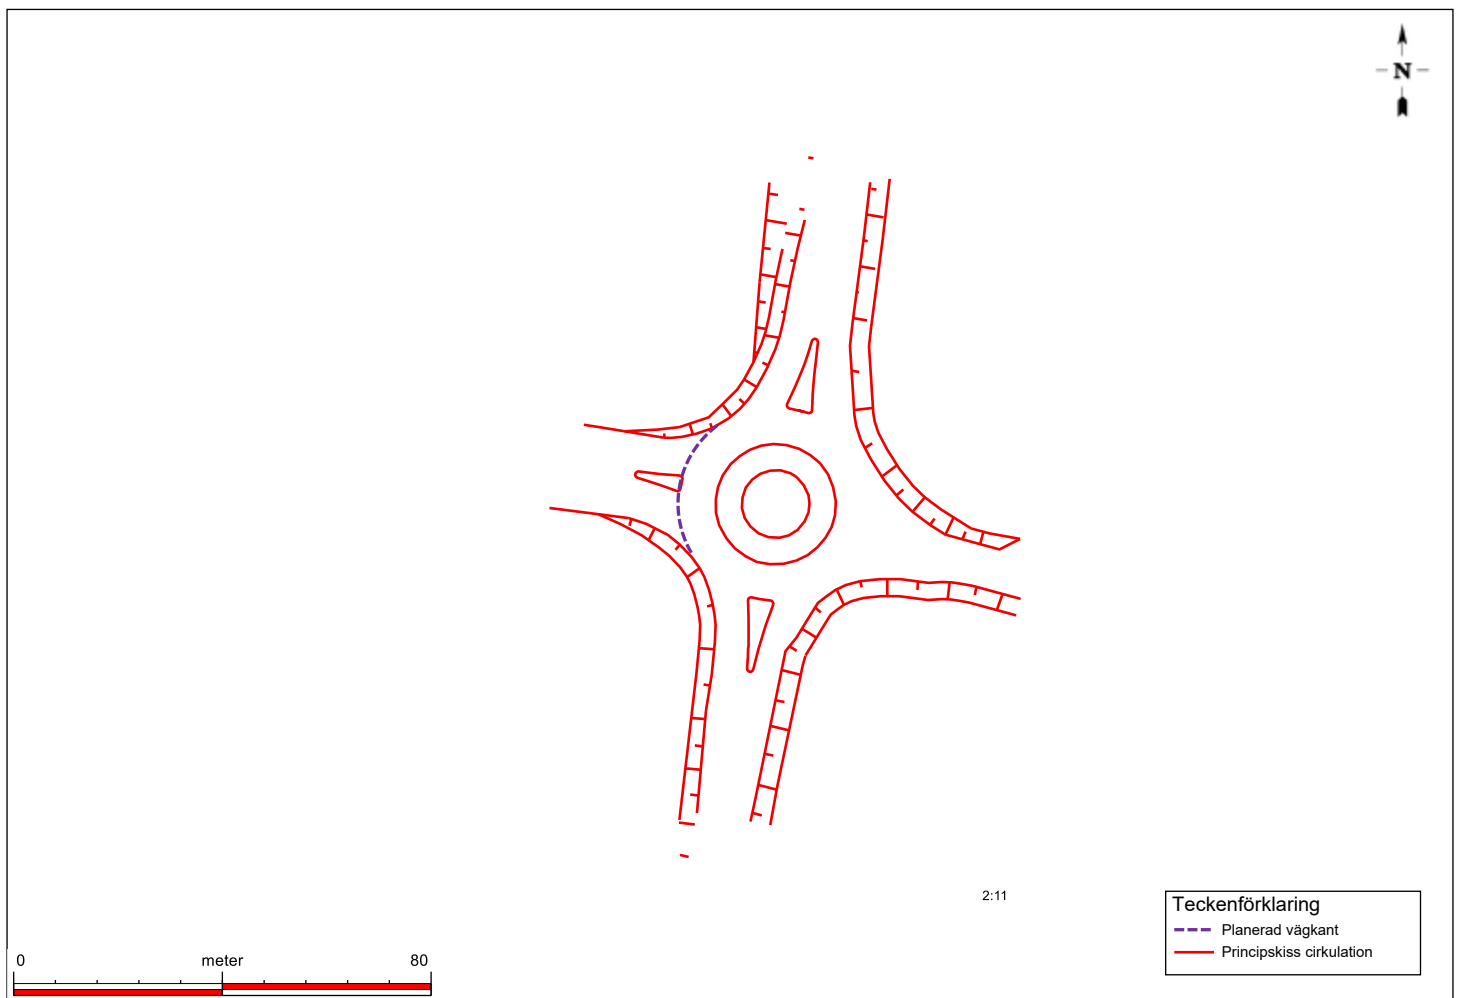 N
2:11
Teckenförklaring
Planerad vägkant
Principskiss cirkulation
0 meter 80